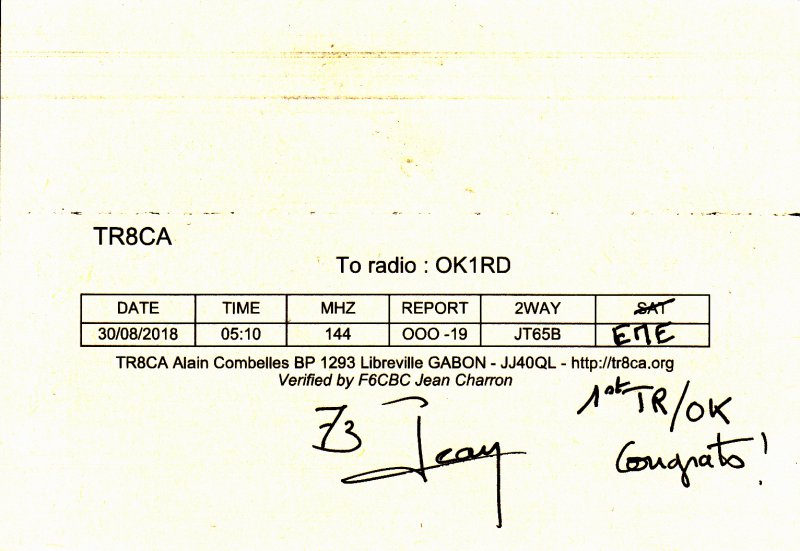 TR8CA
To radio : OK1RD
DATE TIME MHZ REPORT 2WAY SAT
30/08/2018 05:10 144 OOO -19 JT65B EME
TR8CA Alain Combelles BP 1293 Libreville GABON - JJ40QL - http://tr8ca.org
Verified by F6CBC Jean Charron
1st TR/OK
73 Jean
Congrats!